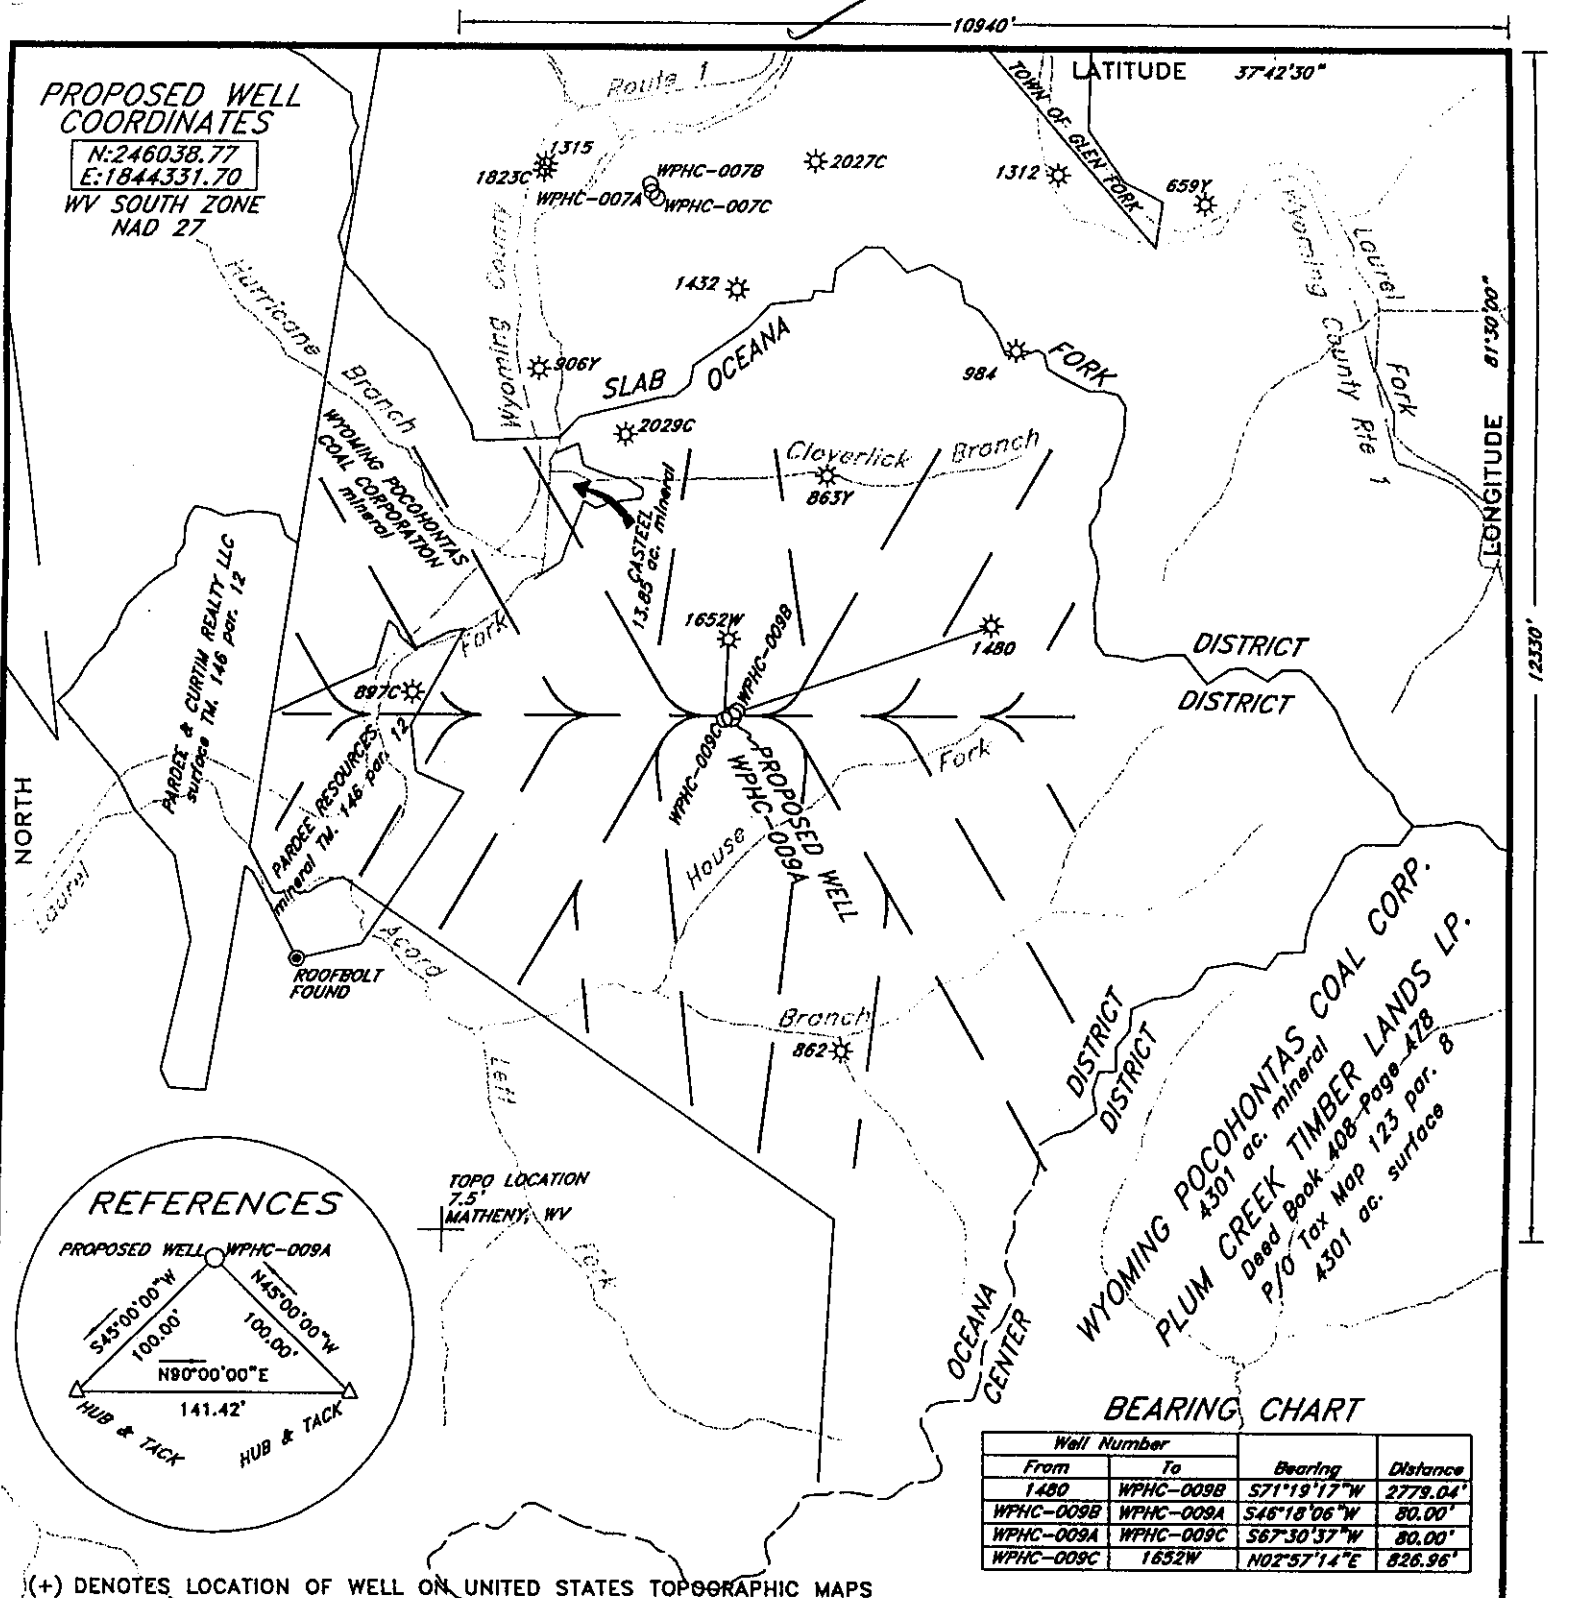 10940'
LATITUDE 37°42'30"
PROPOSED WELL
COORDINATES
N:246038.77
E:1844331.70
WV SOUTH ZONE
NAD 27
Route 1
1315
1823C
WPHC-007B
WPHC-007A
WPHC-007C
2027C
1312
TOWN OF GLEN FORK
659Y
Laurel
Fork
Wyoming County Rte 1
LONGITUDE 81°30'00"
12330'
Hurricane Branch
Wyoming County
1432
906Y
SLAB FORK
OCEANA
984
2029C
Cloverlick Branch
863Y
WYOMING POCOHONTAS
COAL CORPORATION
mineral
CASTEEL
13.85 ac. mineral
PARDEE & CURTIM REALTY LLC
surface TM. 146 par. 12
Fork
1652W
1480
DISTRICT
DISTRICT
897C
WPHC-009B
WPHC-009C
PROPOSED WELL
WPHC-009A
PARDEE RESOURCES
mineral TM. 146 par. 12
House Fork
NORTH
Laurel
Acord
ROOFBOLT
FOUND
Branch
862
DISTRICT
DISTRICT
Left
Fork
WYOMING POCOHONTAS COAL CORP.
4301 ac. mineral
PLUM CREEK TIMBER LANDS LP.
Deed Book 408-Page 478
P/O Tax Map 123 par. 8
4301 ac. surface
TOPO LOCATION
7.5'
MATHENY, WV
OCEANA
CENTER
REFERENCES
PROPOSED WELL WPHC-009A
S45°00'00"W
100.00'
N45°00'00"W
100.00'
N90°00'00"E
141.42'
HUB & TACK
HUB & TACK
BEARING CHART
Well Number
From To Bearing Distance
1480 WPHC-009B S71°19'17"W 2779.04'
WPHC-009B WPHC-009A S46°18'06"W 80.00'
WPHC-009A WPHC-009C S67°30'37"W 80.00'
WPHC-009C 1652W N02°57'14"E 826.96'
(+) DENOTES LOCATION OF WELL ON UNITED STATES TOPOGRAPHIC MAPS